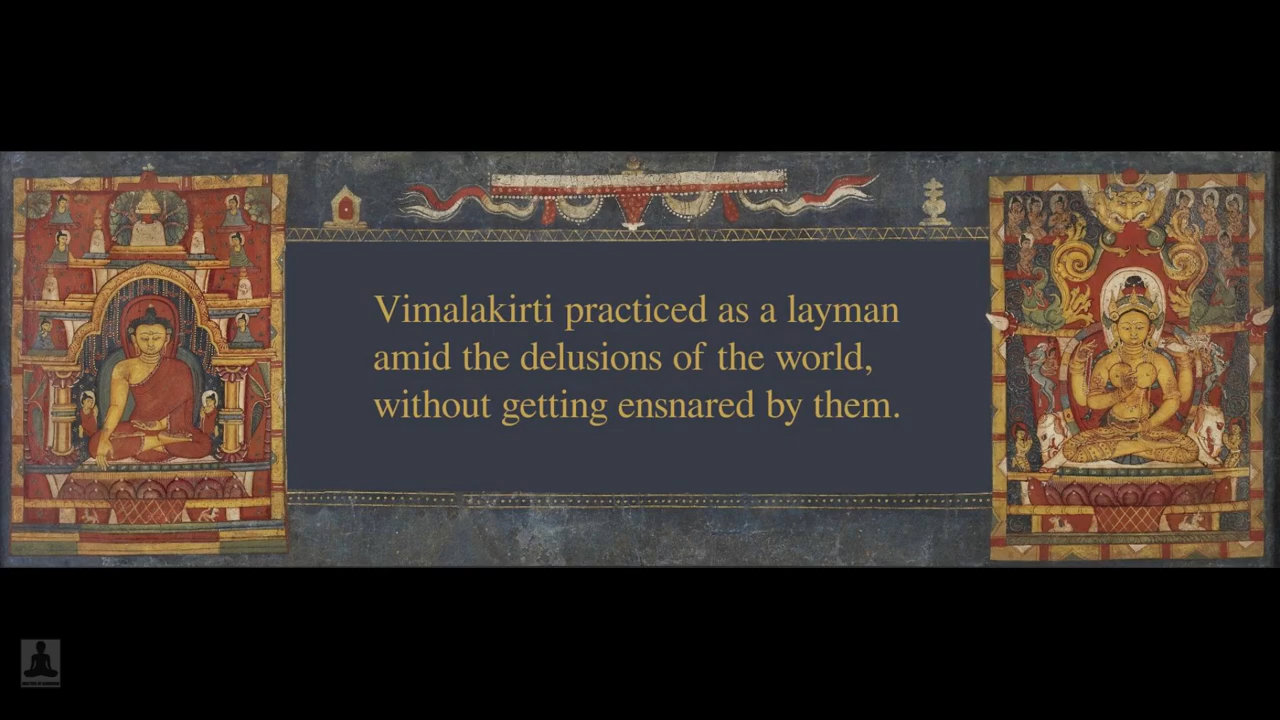 Vimalakirti practiced as a layman
amid the delusions of the world,
without getting ensnared by them.